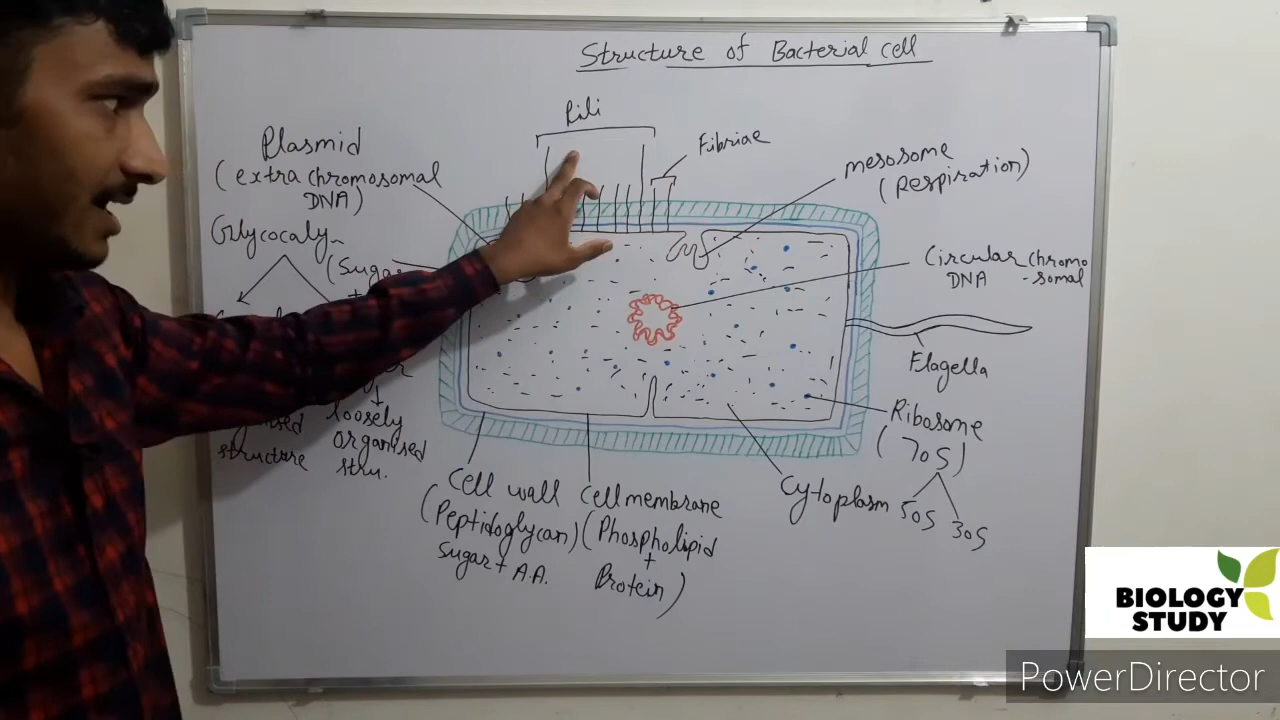 Structure of Bacterial cell
Pili
Fibriae
Plasmid
(extra chromosomal
DNA)
mesosome
(Respiration)
Glycocaly
(Sugar
+
Circular chromo
DNA - somal
Flagella
loosely
organised
stru.
structure
Ribosome
(70S)
50S 30S
Cell wall
(Peptidoglycan)
Sugar + A.A.
Cell membrane
(Phospholipid
+
Protein)
Cytoplasm
BIOLOGY
STUDY
PowerDirector